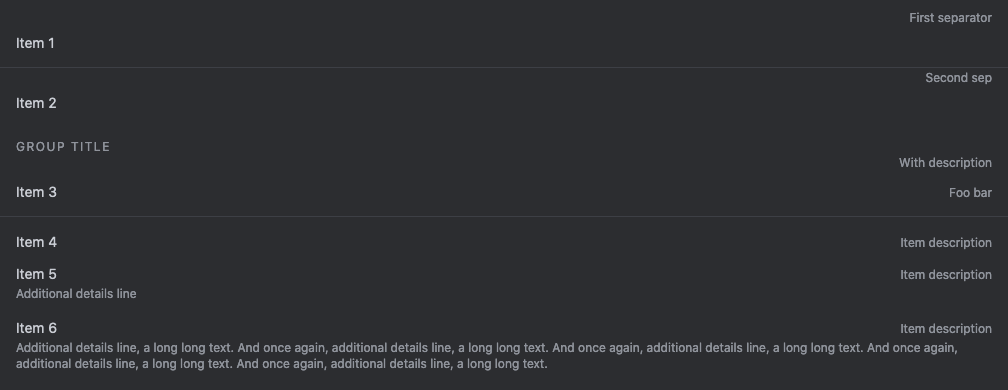 First separator
Item 1
Second sep
Item 2
GROUP TITLE
With description
Item 3 Foo bar
Item 4 Item description
Item 5 Item description
Additional details line
Item 6 Item description
Additional details line, a long long text. And once again, additional details line, a long long text. And once again, additional details line, a long long text. And once again,
additional details line, a long long text. And once again, additional details line, a long long text.